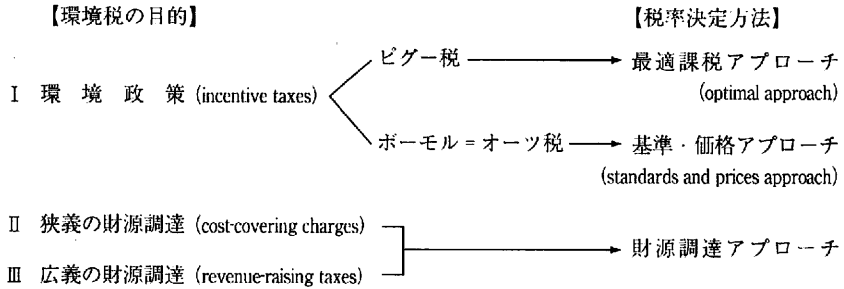 【環境税の目的】 【税率決定方法】
ピグー税 最適課税アプローチ
Ⅰ 環境政策 (incentive taxes) (optimal approach)
ボーモル=オーツ税 基準・価格アプローチ
(standards and prices approach)
Ⅱ 狭義の財源調達 (cost-covering charges)
財源調達アプローチ
Ⅲ 広義の財源調達 (revenue-raising taxes)